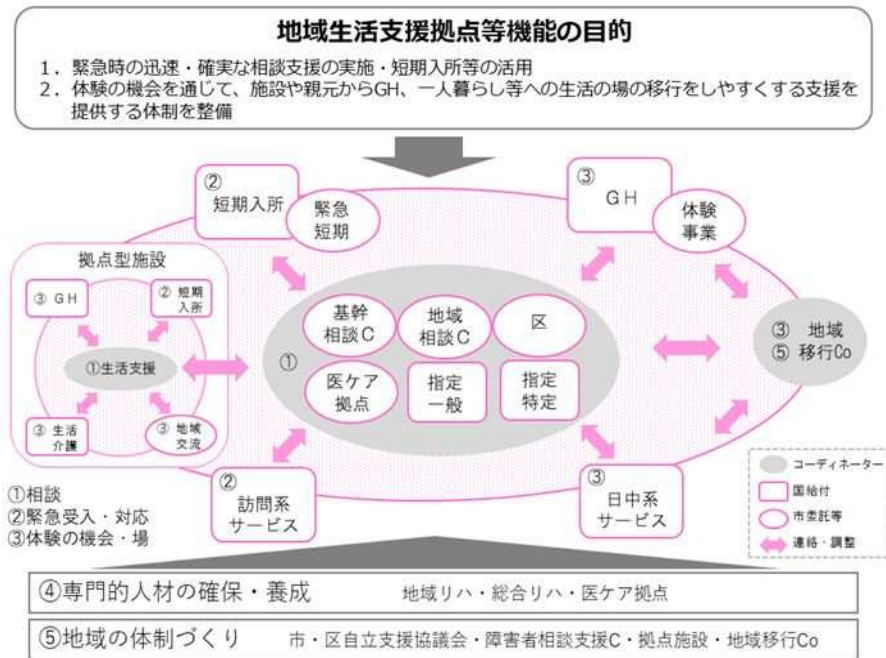 地域生活支援拠点等機能の目的
1．緊急時の迅速・確実な相談支援の実施・短期入所等の活用
2．体験の機会を通じて、施設や親元からGH、一人暮らし等への生活の場の移行をしやすくする支援を
提供する体制を整備
②
短期入所
緊急
短期
③
GH
体験
事業
拠点型施設
③GH
②短期
入所
①生活支援
③生活
介護
③地域
交流
①
基幹
相談C
地域
相談C
区
医ケア
拠点
指定
一般
指定
特定
③ 地域
⑤ 移行Co
②
訪問系
サービス
③
日中系
サービス
①相談
②緊急受入・対応
③体験の機会・場
コーディネーター
国給付
市委託等
連絡・調整
④専門的人材の確保・養成 地域リハ・総合リハ・医ケア拠点
⑤地域の体制づくり 市・区自立支援協議会・障害者相談支援C・拠点施設・地域移行Co